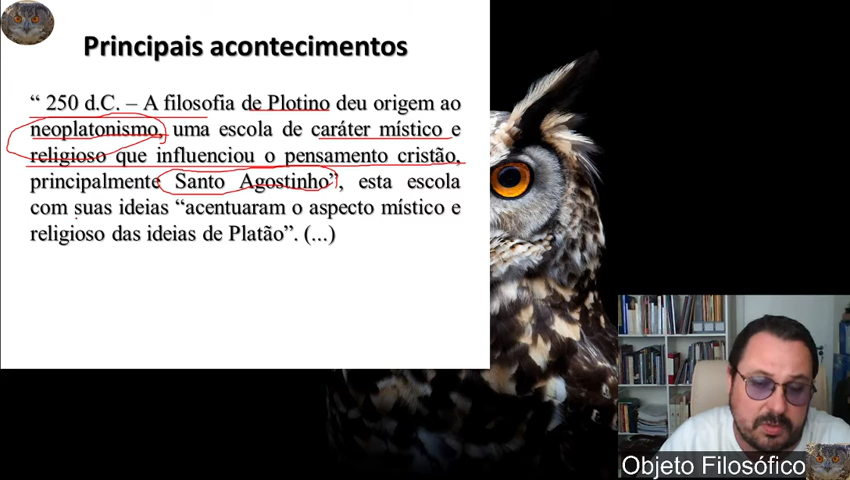 Principais acontecimentos
“ 250 d.C. – A filosofia de Plotino deu origem ao
neoplatonismo, uma escola de caráter místico e
religioso que influenciou o pensamento cristão,
principalmente Santo Agostinho”, esta escola
com suas ideias “acentuaram o aspecto místico e
religioso das ideias de Platão”. (...)
Objeto Filosófico